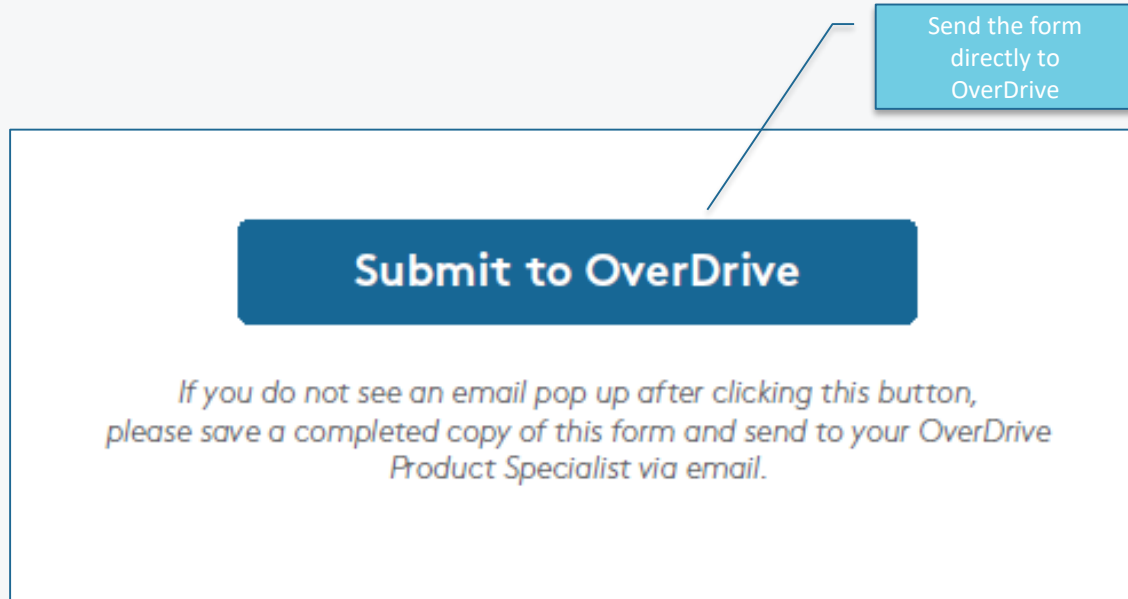 Send the form
directly to
OverDrive
Submit to OverDrive
If you do not see an email pop up after clicking this button,
please save a completed copy of this form and send to your OverDrive
Product Specialist via email.